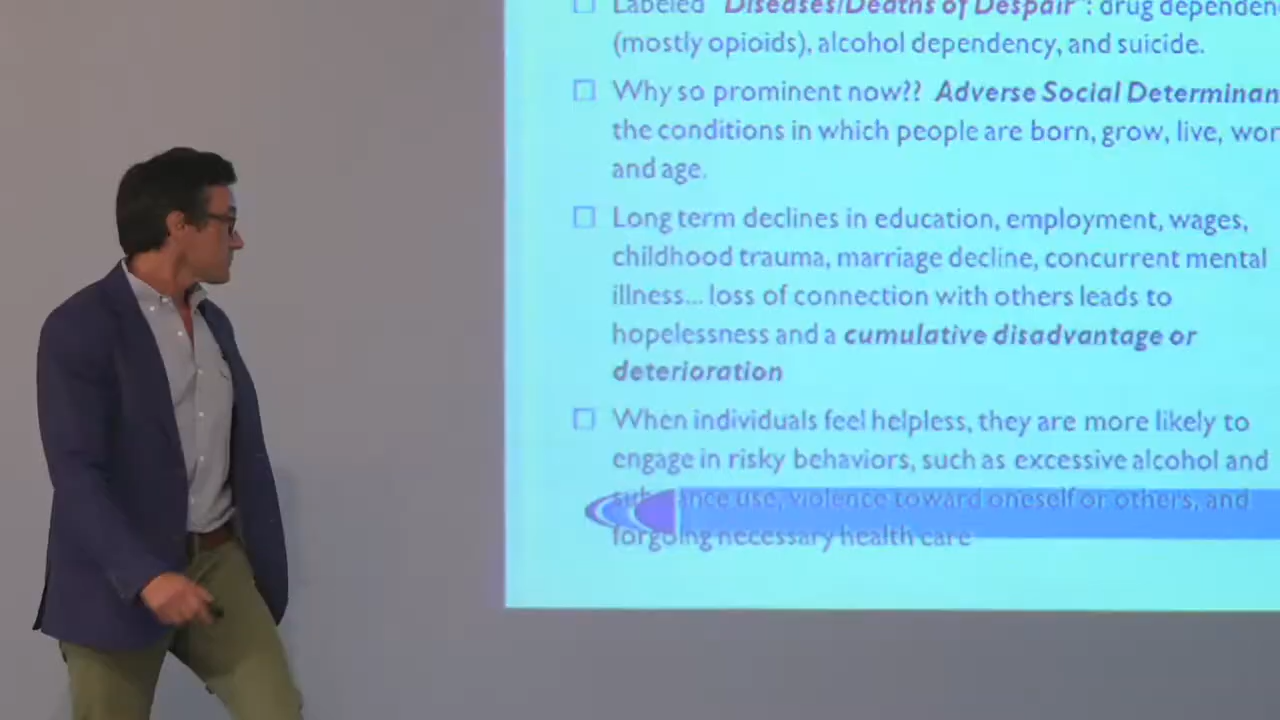 Labeled "Diseases/Deaths of Despair": drug dependen
(mostly opioids), alcohol dependency, and suicide.
Why so prominent now?? Adverse Social Determinan
the conditions in which people are born, grow, live, wor
and age.
Long term declines in education, employment, wages,
childhood trauma, marriage decline, concurrent mental
illness... loss of connection with others leads to
hopelessness and a cumulative disadvantage or
deterioration
When individuals feel helpless, they are more likely to
engage in risky behaviors, such as excessive alcohol and
substance use, violence toward oneself or others, and
forgoing necessary health care